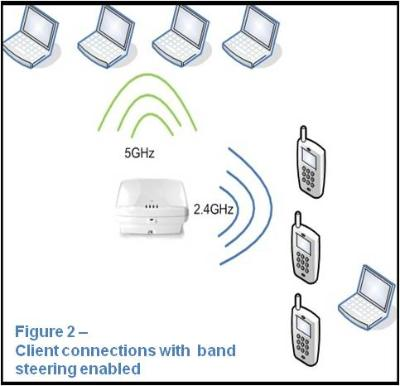 5GHz
2.4GHz
Figure 2 –
Client connections with band
steering enabled